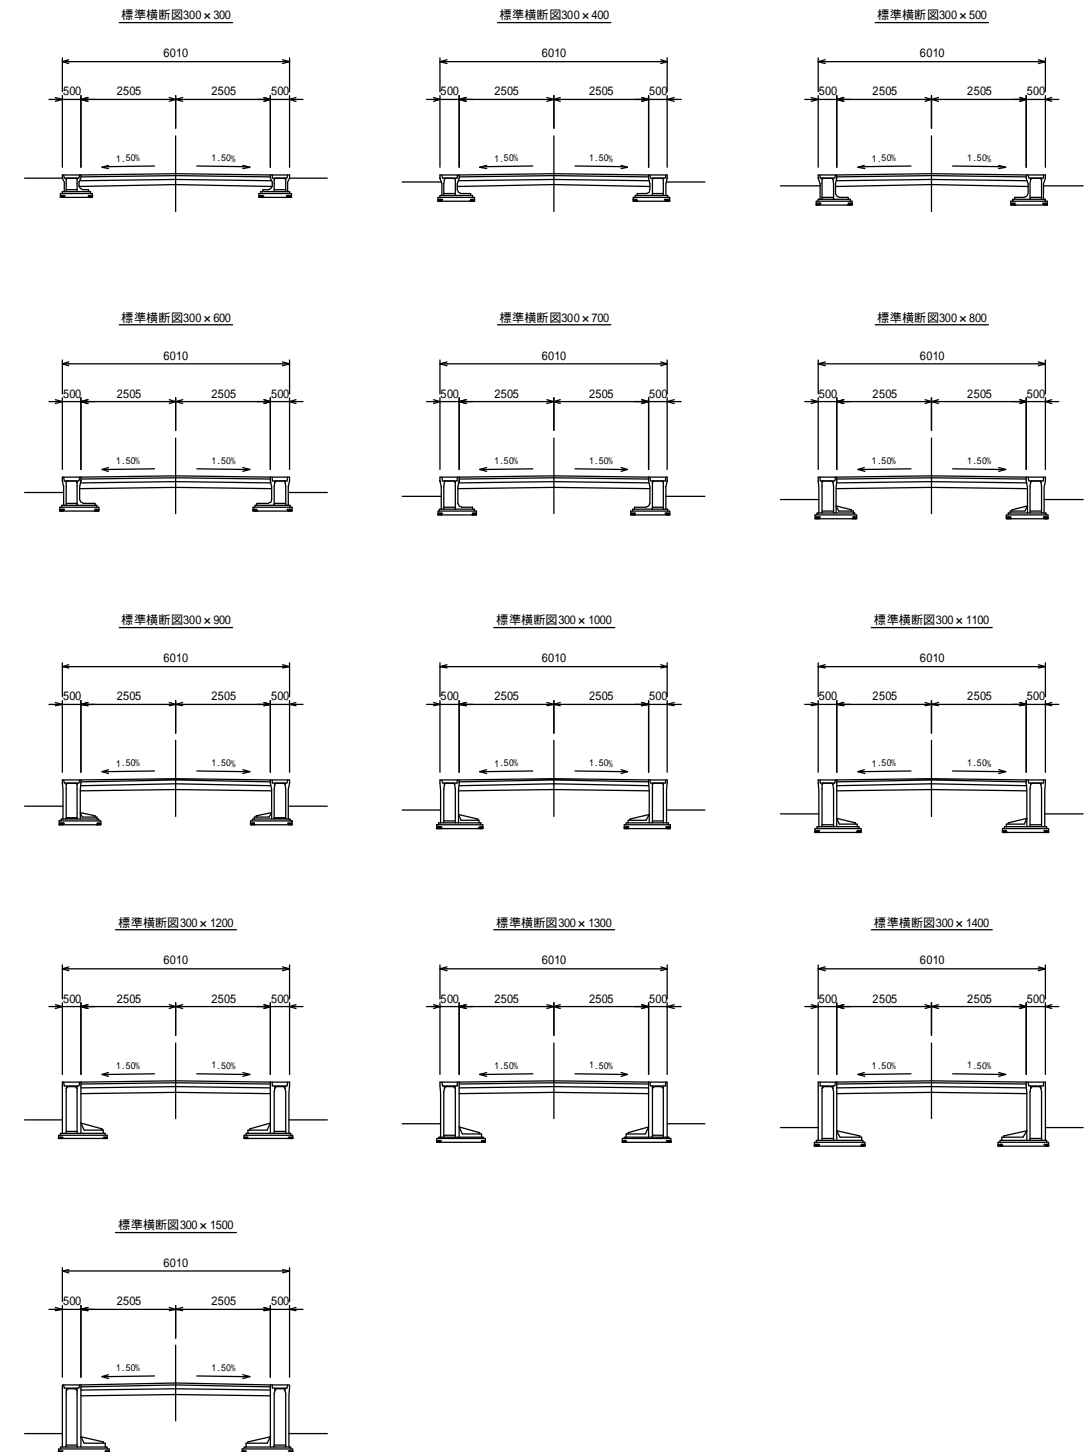 標準横断図300×300 標準横断図300×400 標準横断図300×500
6010 6010 6010
500 2505 2505 500 500 2505 2505 500 500 2505 2505 500
1.50% 1.50% 1.50% 1.50% 1.50% 1.50%
標準横断図300×600 標準横断図300×700 標準横断図300×800
6010 6010 6010
500 2505 2505 500 500 2505 2505 500 500 2505 2505 500
1.50% 1.50% 1.50% 1.50% 1.50% 1.50%
標準横断図300×900 標準横断図300×1000 標準横断図300×1100
6010 6010 6010
500 2505 2505 500 500 2505 2505 500 500 2505 2505 500
1.50% 1.50% 1.50% 1.50% 1.50% 1.50%
標準横断図300×1200 標準横断図300×1300 標準横断図300×1400
6010 6010 6010
500 2505 2505 500 500 2505 2505 500 500 2505 2505 500
1.50% 1.50% 1.50% 1.50% 1.50% 1.50%
標準横断図300×1500
6010
500 2505 2505 500
1.50% 1.50%